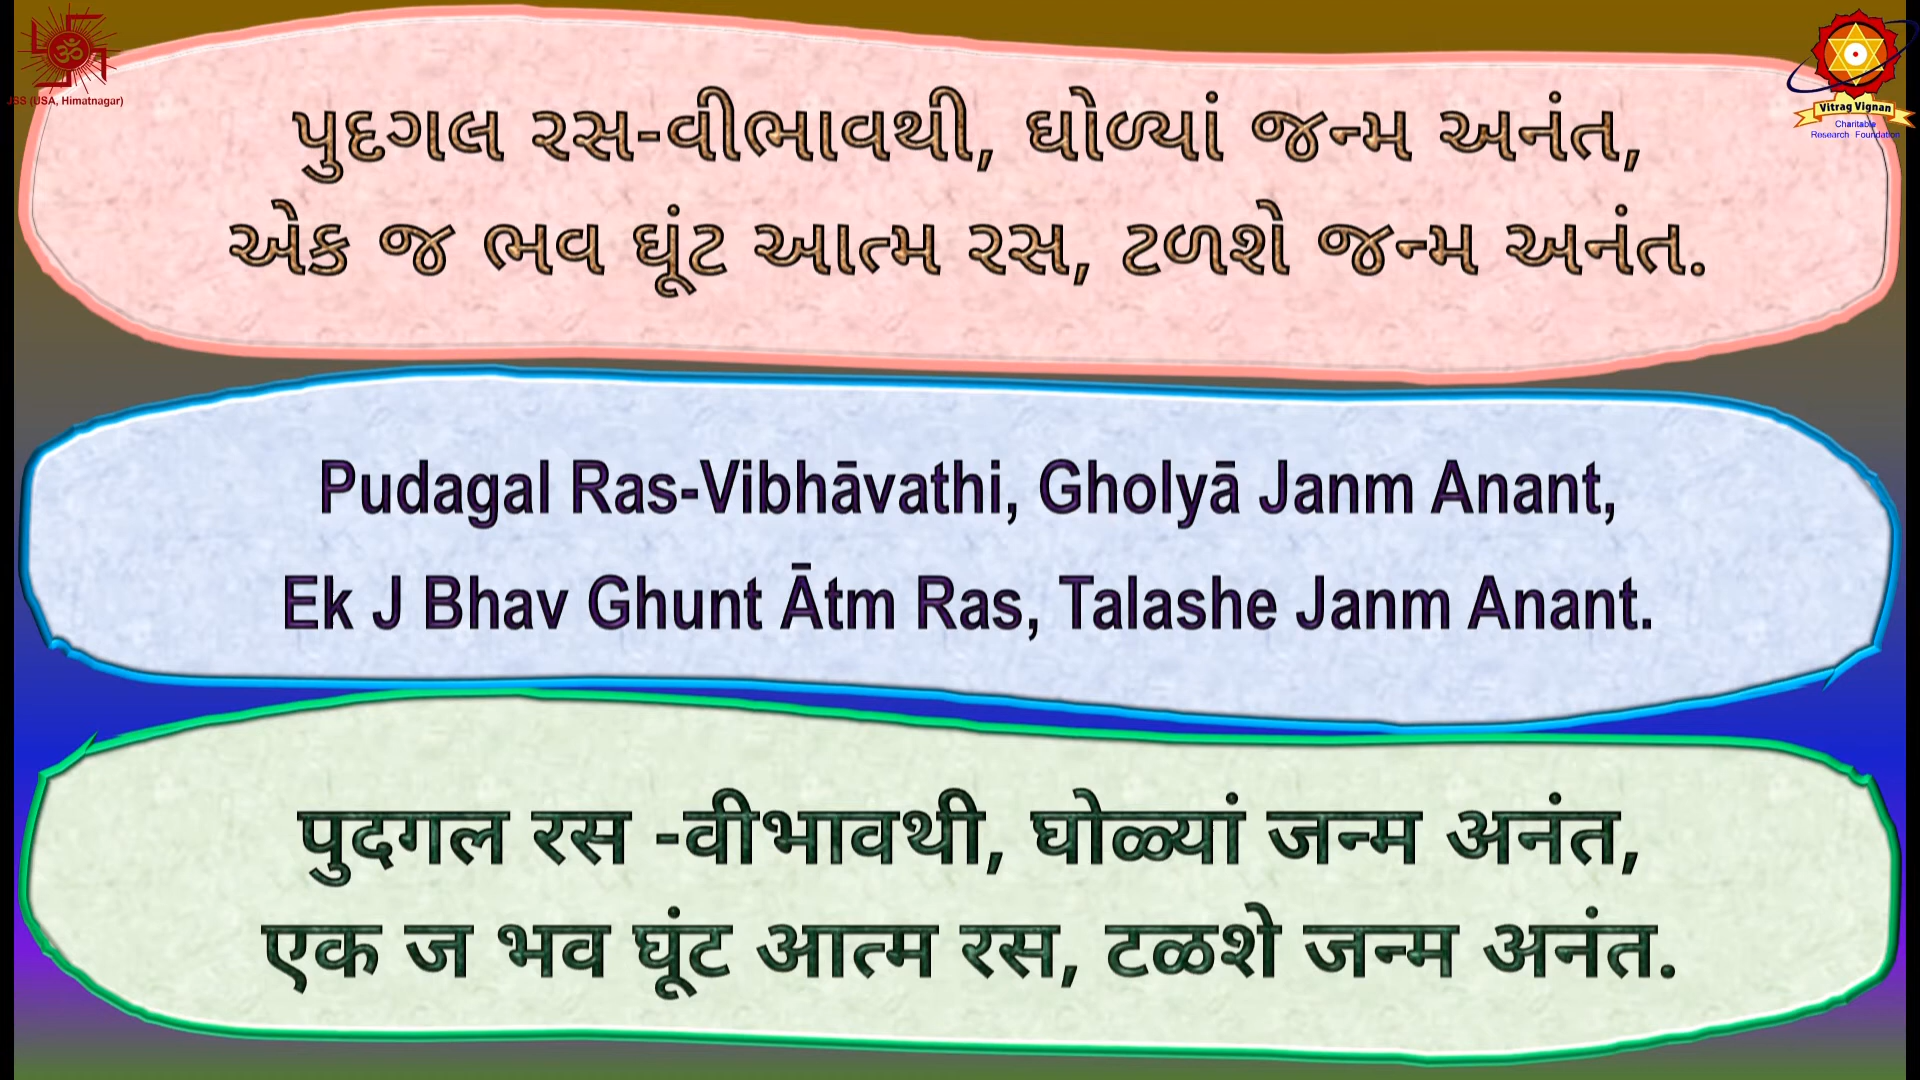 JSS (USA, Himatnagar)
Vitrag Vignan
Charitable
Research Foundation
પુદગલ રસ-વીભાવથી, ઘોળ્યાં જન્મ અનંત,
એક જ ભવ ઘૂંટ આત્મ રસ, ટળશે જન્મ અનંત.
Pudagal Ras-Vibhāvathi, Gholyā Janm Anant,
Ek J Bhav Ghunt Ātm Ras, Talashe Janm Anant.
पुदगल रस -वीभावथी, घोळ्यां जन्म अनंत,
एक ज भव घूंट आत्म रस, टळशे जन्म अनंत.